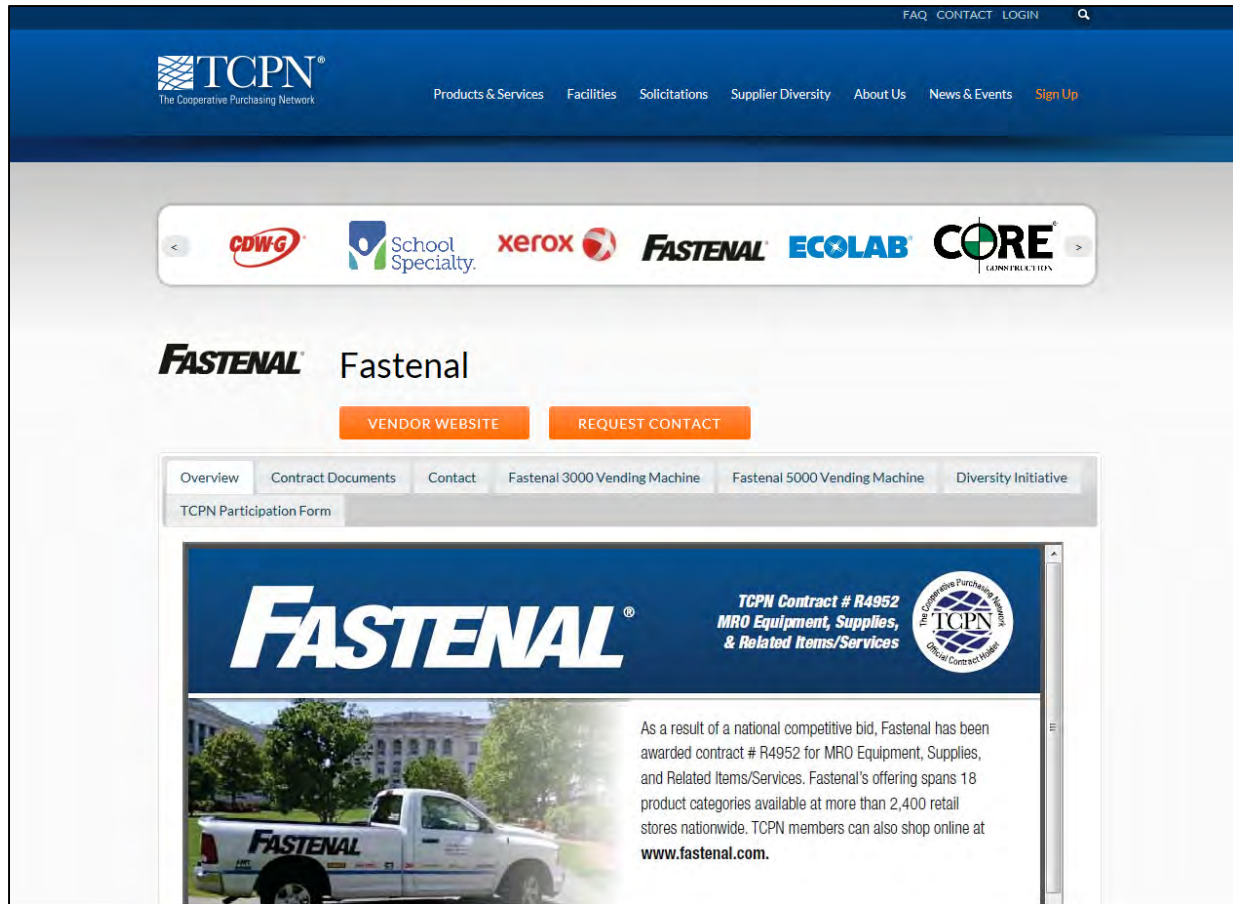 FAQ CONTACT LOGIN
TCPN®
The Cooperative Purchasing Network
Products & Services Facilities Solicitations Supplier Diversity About Us News & Events Sign Up
< CDW·G® School Specialty. xerox FASTENAL® ECOLAB® CORE® CONSTRUCTION >
FASTENAL® Fastenal
VENDOR WEBSITE REQUEST CONTACT
Overview Contract Documents Contact Fastenal 3000 Vending Machine Fastenal 5000 Vending Machine Diversity Initiative
TCPN Participation Form
FASTENAL®
TCPN Contract # R4952
MRO Equipment, Supplies,
& Related Items/Services
The Cooperative Purchasing Network
TCPN
Official Contract Holder
As a result of a national competitive bid, Fastenal has been
awarded contract # R4952 for MRO Equipment, Supplies,
and Related Items/Services. Fastenal's offering spans 18
product categories available at more than 2,400 retail
stores nationwide. TCPN members can also shop online at
www.fastenal.com.
FASTENAL